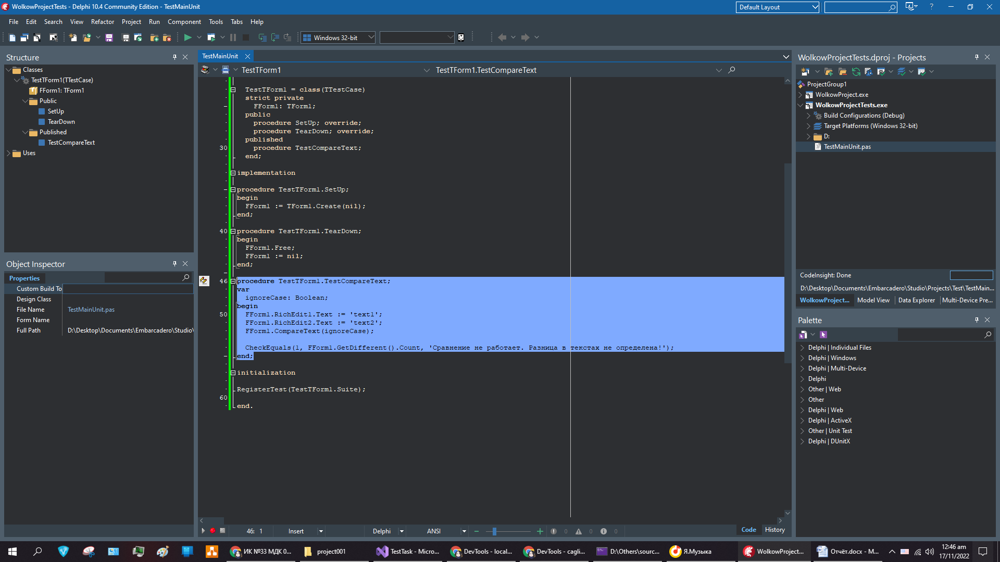 WolkowProjectTests - Delphi 10.4 Community Edition - TestMainUnit
Default Layout
?
File Edit Search View Refactor Project Run Component Tools Tabs Help
Windows 32-bit
Structure
Classes
TestTForm1(TTestCase)
FForm1: TForm1
Public
SetUp
TearDown
Published
TestCompareText
Uses
Object Inspector
Properties
Custom Build To
Design Class
File Name TestMainUnit.pas
Form Name
Full Path D:\Desktop\Documents\Embarcadero\Studio\
TestMainUnit
TestTForm1 TestTForm1.TestCompareText
TestTForm1 = class(TTestCase)
strict private
FForm1: TForm1;
public
procedure SetUp; override;
procedure TearDown; override;
published
30 procedure TestCompareText;
end;
implementation
procedure TestTForm1.SetUp;
begin
FForm1 := TForm1.Create(nil);
end;
40 procedure TestTForm1.TearDown;
begin
FForm1.Free;
FForm1 := nil;
end;
46 procedure TestTForm1.TestCompareText;
var
ignoreCase: Boolean;
begin
50 FForm1.RichEdit1.Text := 'text1';
FForm1.RichEdit2.Text := 'text2';
FForm1.CompareText(ignoreCase);
CheckEquals(1, FForm1.GetDifferent().Count, 'Сравнение не работает. Разница в текстах не определена!');
end;
initialization
RegisterTest(TestTForm1.Suite);
60
end.
46: 1 Insert Delphi ANSI 0 0 0 Code History
WolkowProjectTests.dproj - Projects
ProjectGroup1
WolkowProject.exe
WolkowProjectTests.exe
Build Configurations (Debug)
Target Platforms (Windows 32-bit)
D:
TestMainUnit.pas
CodeInsight: Done
D:\Desktop\Documents\Embarcadero\Studio\Projects\Test\TestMain...
WolkowProject... Model View Data Explorer Multi-Device Pre...
Palette
Delphi | Individual Files
Delphi | Windows
Delphi | Multi-Device
Delphi
Other | Web
Other
Delphi | Web
Delphi | ActiveX
Other | Unit Test
Delphi | DUnitX
ИК №33 МДК 0... project001 TestTask - Micro... DevTools - local... DevTools - cagli... D:\Others\sourc... Я.Музыка WolkowProject... Отчёт.docx - M...
12:46 am
17/11/2022